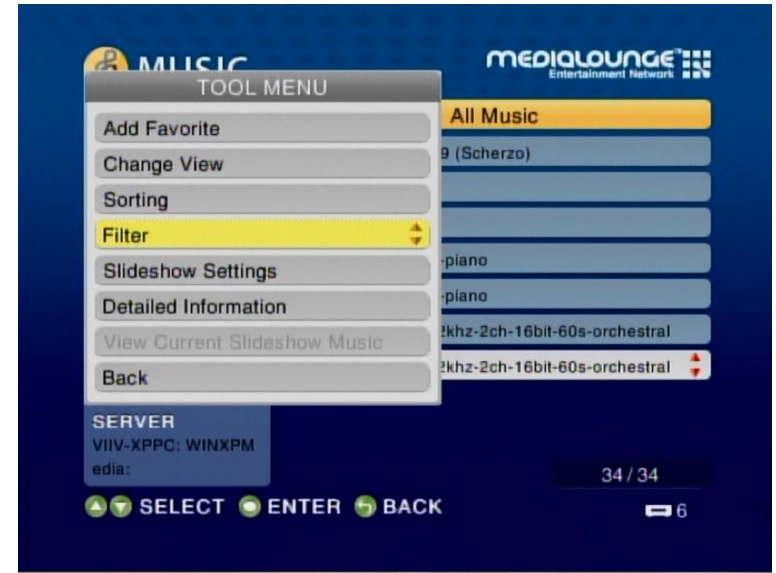 MUSIC
MEDIALOUNGE™
Entertainment Network
TOOL MENU
All Music
Add Favorite
9 (Scherzo)
Change View
Sorting
Filter
Slideshow Settings
-piano
Detailed Information
-piano
View Current Slideshow Music
2khz-2ch-16bit-60s-orchestral
Back
2khz-2ch-16bit-60s-orchestral
SERVER
VIIV-XPPC: WINXPM
edia:
34/34
SELECT ENTER BACK
6